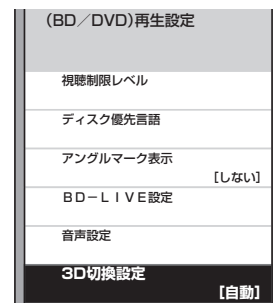 (BD／DVD)再生設定
視聴制限レベル
ディスク優先言語
アングルマーク表示
[しない]
ＢＤ－ＬＩＶＥ設定
音声設定
3D切換設定
[自動]